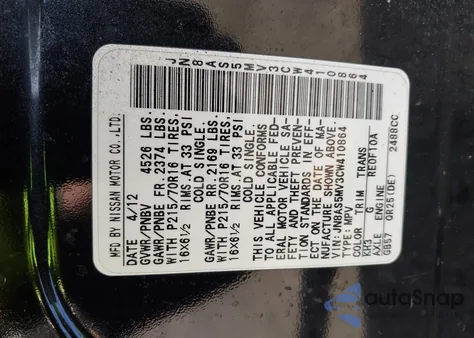 JN8AS5MV3CW410864
MFD BY NISSAN MOTOR CO.,LTD.
DATE 4/12
GVWR/PNBV 4526 LBS.
GAWR/PNBE FR 2374 LBS.
WITH P215/70R16 TIRES.
16X6½ RIMS AT 33 PSI
COLD SINGLE.
GAWR/PNBE RR 2169 LBS.
WITH P215/70R16 TIRES.
16X6½ RIMS AT 33 PSI
COLD SINGLE.
THIS VEHICLE CONFORMS
TO ALL APPLICABLE FED-
ERAL MOTOR VEHICLE SA-
FETY AND THEFT PREVEN-
TION STANDARDS IN EFF-
ECT ON THE DATE OF MA-
NUFACTURE SHOWN ABOVE.
VIN:JN8AS5MV3CW410864
TYPE: MPV
COLOR TRIM TRANS
KH3 G RE0F10A
AXLE ENGINE
GB57 QR25(DE) 2488CC
autoSnap